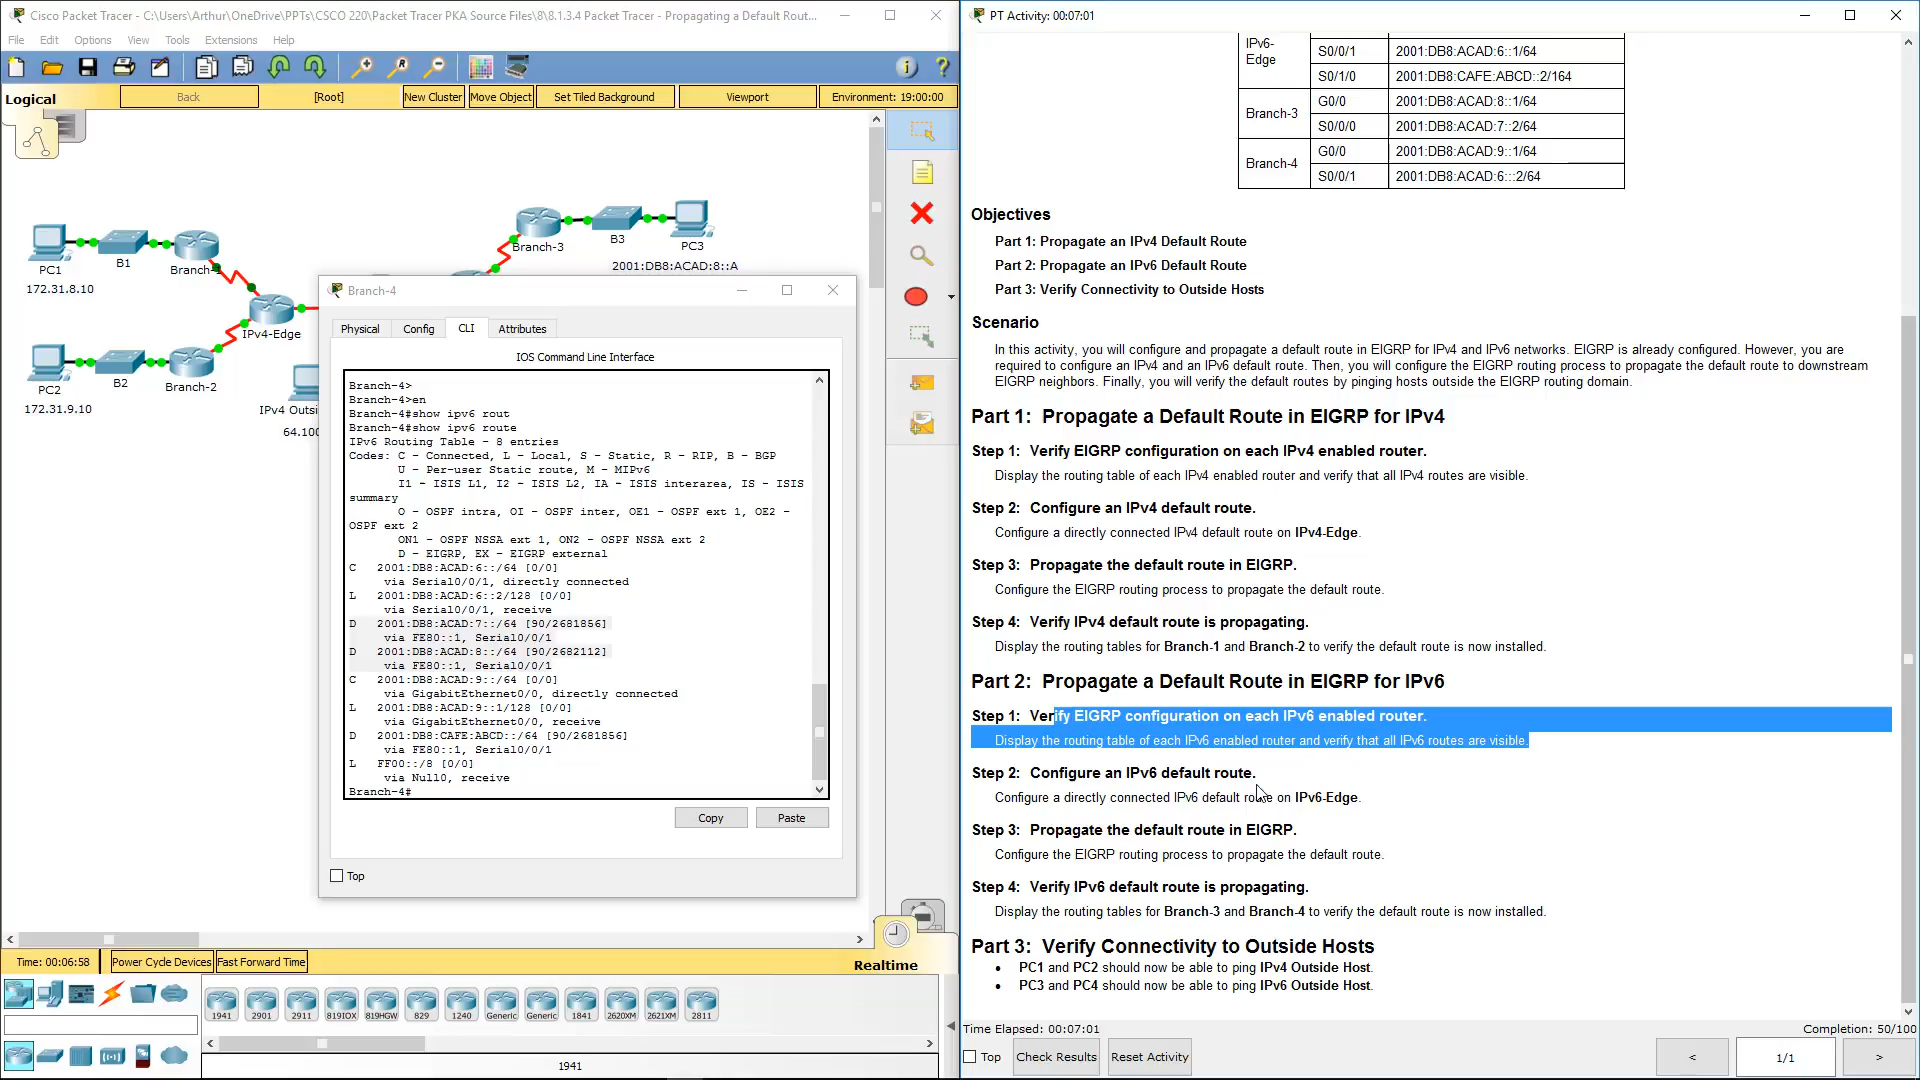 Cisco Packet Tracer - C:\Users\Arthur\OneDrive\PPTs\CSCO 220\Packet Tracer PKA Source Files\8\8.1.3.4 Packet Tracer - Propagating a Default Rout...
File Edit Options View Tools Extensions Help
Logical
Back
[Root]
New Cluster
Move Object
Set Tiled Background
Viewport
Environment: 19:00:00
PC1
172.31.8.10
B1
Branch-1
PC2
172.31.9.10
B2
Branch-2
IPv4-Edge
IPv4 Outsi
64.100
Branch-3
B3
PC3
2001:DB8:ACAD:8::A
Branch-4
Physical
Config
CLI
Attributes
IOS Command Line Interface
Branch-4>
Branch-4>en
Branch-4#show ipv6 rout
Branch-4#show ipv6 route
IPv6 Routing Table - 8 entries
Codes: C - Connected, L - Local, S - Static, R - RIP, B - BGP
U - Per-user Static route, M - MIPv6
I1 - ISIS L1, I2 - ISIS L2, IA - ISIS interarea, IS - ISIS
summary
O - OSPF intra, OI - OSPF inter, OE1 - OSPF ext 1, OE2 -
OSPF ext 2
ON1 - OSPF NSSA ext 1, ON2 - OSPF NSSA ext 2
D - EIGRP, EX - EIGRP external
C 2001:DB8:ACAD:6::/64 [0/0]
via Serial0/0/1, directly connected
L 2001:DB8:ACAD:6::2/128 [0/0]
via Serial0/0/1, receive
D 2001:DB8:ACAD:7::/64 [90/2681856]
via FE80::1, Serial0/0/1
D 2001:DB8:ACAD:8::/64 [90/2682112]
via FE80::1, Serial0/0/1
C 2001:DB8:ACAD:9::/64 [0/0]
via GigabitEthernet0/0, directly connected
L 2001:DB8:ACAD:9::1/128 [0/0]
via GigabitEthernet0/0, receive
D 2001:DB8:CAFE:ABCD::/64 [90/2681856]
via FE80::1, Serial0/0/1
L FF00::/8 [0/0]
via Null0, receive
Branch-4#
Copy
Paste
Top
Time: 00:06:58
Power Cycle Devices
Fast Forward Time
Realtime
1941
2901
2911
819IOX
819HGW
829
1240
Generic
Generic
1841
2620XM
2621XM
2811
1941
PT Activity: 00:07:01
IPv6-
Edge
S0/0/1 2001:DB8:ACAD:6::1/64
S0/1/0 2001:DB8:CAFE:ABCD::2/164
Branch-3
G0/0 2001:DB8:ACAD:8::1/64
S0/0/0 2001:DB8:ACAD:7::2/64
Branch-4
G0/0 2001:DB8:ACAD:9::1/64
S0/0/1 2001:DB8:ACAD:6:::2/64
Objectives
Part 1: Propagate an IPv4 Default Route
Part 2: Propagate an IPv6 Default Route
Part 3: Verify Connectivity to Outside Hosts
Scenario
In this activity, you will configure and propagate a default route in EIGRP for IPv4 and IPv6 networks. EIGRP is already configured. However, you are
required to configure an IPv4 and an IPv6 default route. Then, you will configure the EIGRP routing process to propagate the default route to downstream
EIGRP neighbors. Finally, you will verify the default routes by pinging hosts outside the EIGRP routing domain.
Part 1: Propagate a Default Route in EIGRP for IPv4
Step 1: Verify EIGRP configuration on each IPv4 enabled router.
Display the routing table of each IPv4 enabled router and verify that all IPv4 routes are visible.
Step 2: Configure an IPv4 default route.
Configure a directly connected IPv4 default route on IPv4-Edge.
Step 3: Propagate the default route in EIGRP.
Configure the EIGRP routing process to propagate the default route.
Step 4: Verify IPv4 default route is propagating.
Display the routing tables for Branch-1 and Branch-2 to verify the default route is now installed.
Part 2: Propagate a Default Route in EIGRP for IPv6
Step 1: Verify EIGRP configuration on each IPv6 enabled router.
Display the routing table of each IPv6 enabled router and verify that all IPv6 routes are visible.
Step 2: Configure an IPv6 default route.
Configure a directly connected IPv6 default route on IPv6-Edge.
Step 3: Propagate the default route in EIGRP.
Configure the EIGRP routing process to propagate the default route.
Step 4: Verify IPv6 default route is propagating.
Display the routing tables for Branch-3 and Branch-4 to verify the default route is now installed.
Part 3: Verify Connectivity to Outside Hosts
• PC1 and PC2 should now be able to ping IPv4 Outside Host.
• PC3 and PC4 should now be able to ping IPv6 Outside Host.
Time Elapsed: 00:07:01
Completion: 50/100
Top
Check Results
Reset Activity
<
1/1
>